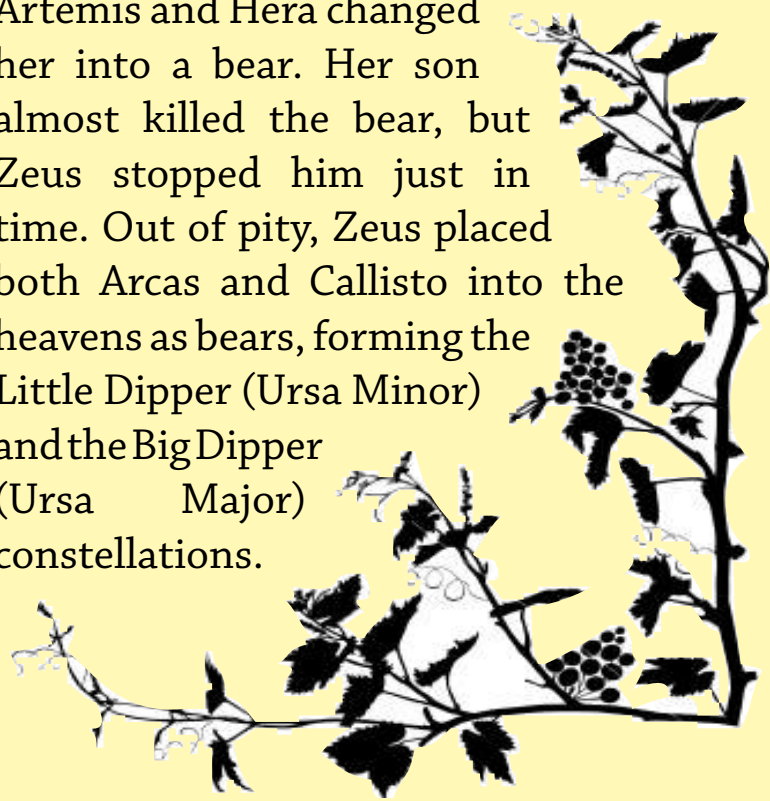 Artemis and Hera changed
her into a bear. Her son
almost killed the bear, but
Zeus stopped him just in
time. Out of pity, Zeus placed
both Arcas and Callisto into the
heavens as bears, forming the
Little Dipper (Ursa Minor)
and the Big Dipper
(Ursa Major)
constellations.